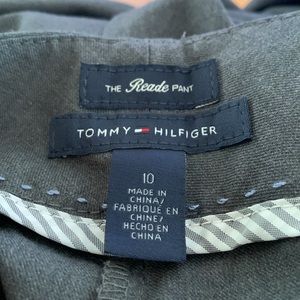 THE Reade PANT
TOMMY HILFIGER
10
MADE IN
CHINA/
FABRIQUÉ EN
CHINE/
HECHO EN
CHINA